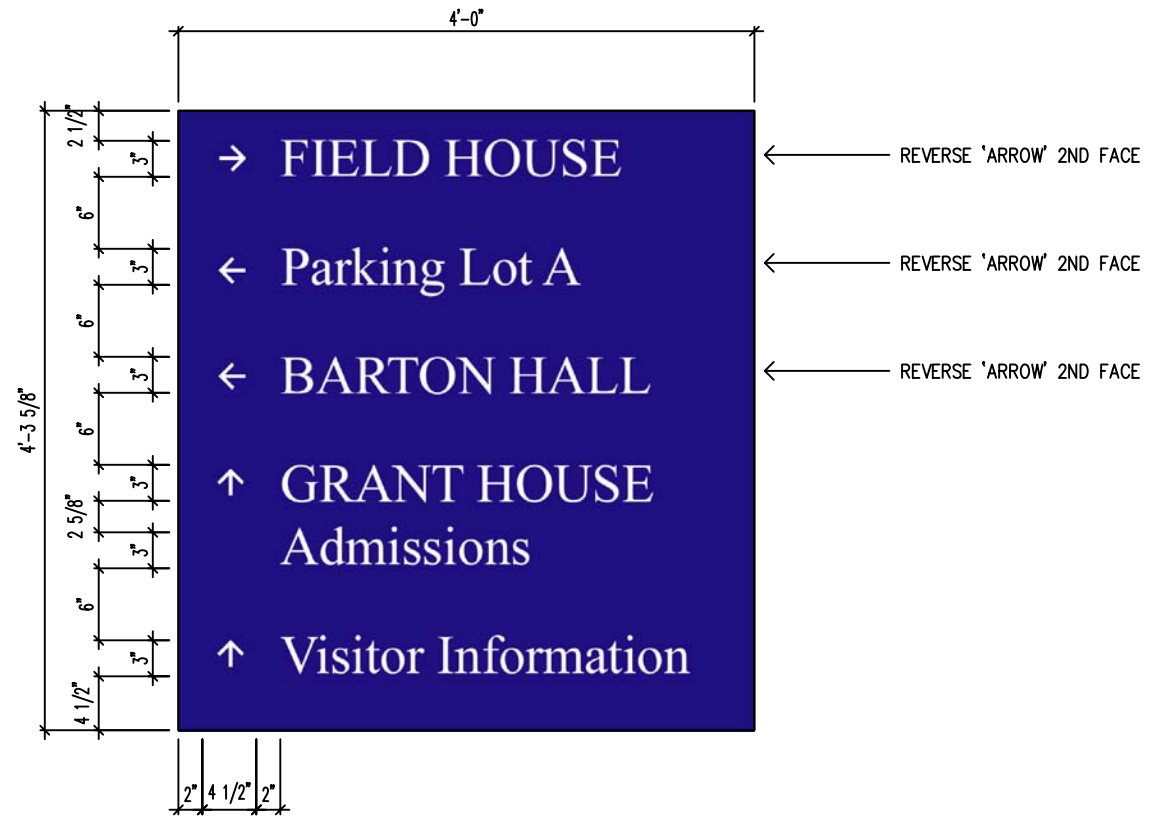 4'-0"
2 1/2"
3"
→ FIELD HOUSE
REVERSE 'ARROW' 2ND FACE
6"
3"
← Parking Lot A
REVERSE 'ARROW' 2ND FACE
6"
3"
← BARTON HALL
REVERSE 'ARROW' 2ND FACE
4'-3 5/8"
6"
3"
↑ GRANT HOUSE
2 5/8"
3"
Admissions
6"
3"
↑ Visitor Information
4 1/2"
2" 4 1/2" 2"